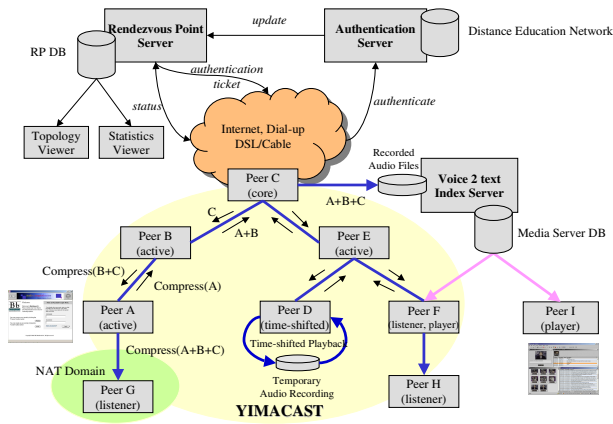 Rendezvous Point
Server
update
Authentication
Server
Distance Education Network
RP DB
authentication
ticket
status
authenticate
Topology
Viewer
Statistics
Viewer
Internet, Dial-up
DSL/Cable
Recorded
Audio Files
Voice 2 text
Index Server
Peer C
(core)
A+B+C
C
A+B
Media Server DB
Peer B
(active)
Peer E
(active)
Compress(B+C)
Compress(A)
Peer A
(active)
Peer D
(time-shifted)
Peer F
(listener, player)
Peer I
(player)
Time-shifted Playback
Compress(A+B+C)
NAT Domain
Temporary
Audio Recording
Peer G
(listener)
Peer H
(listener)
YIMACAST